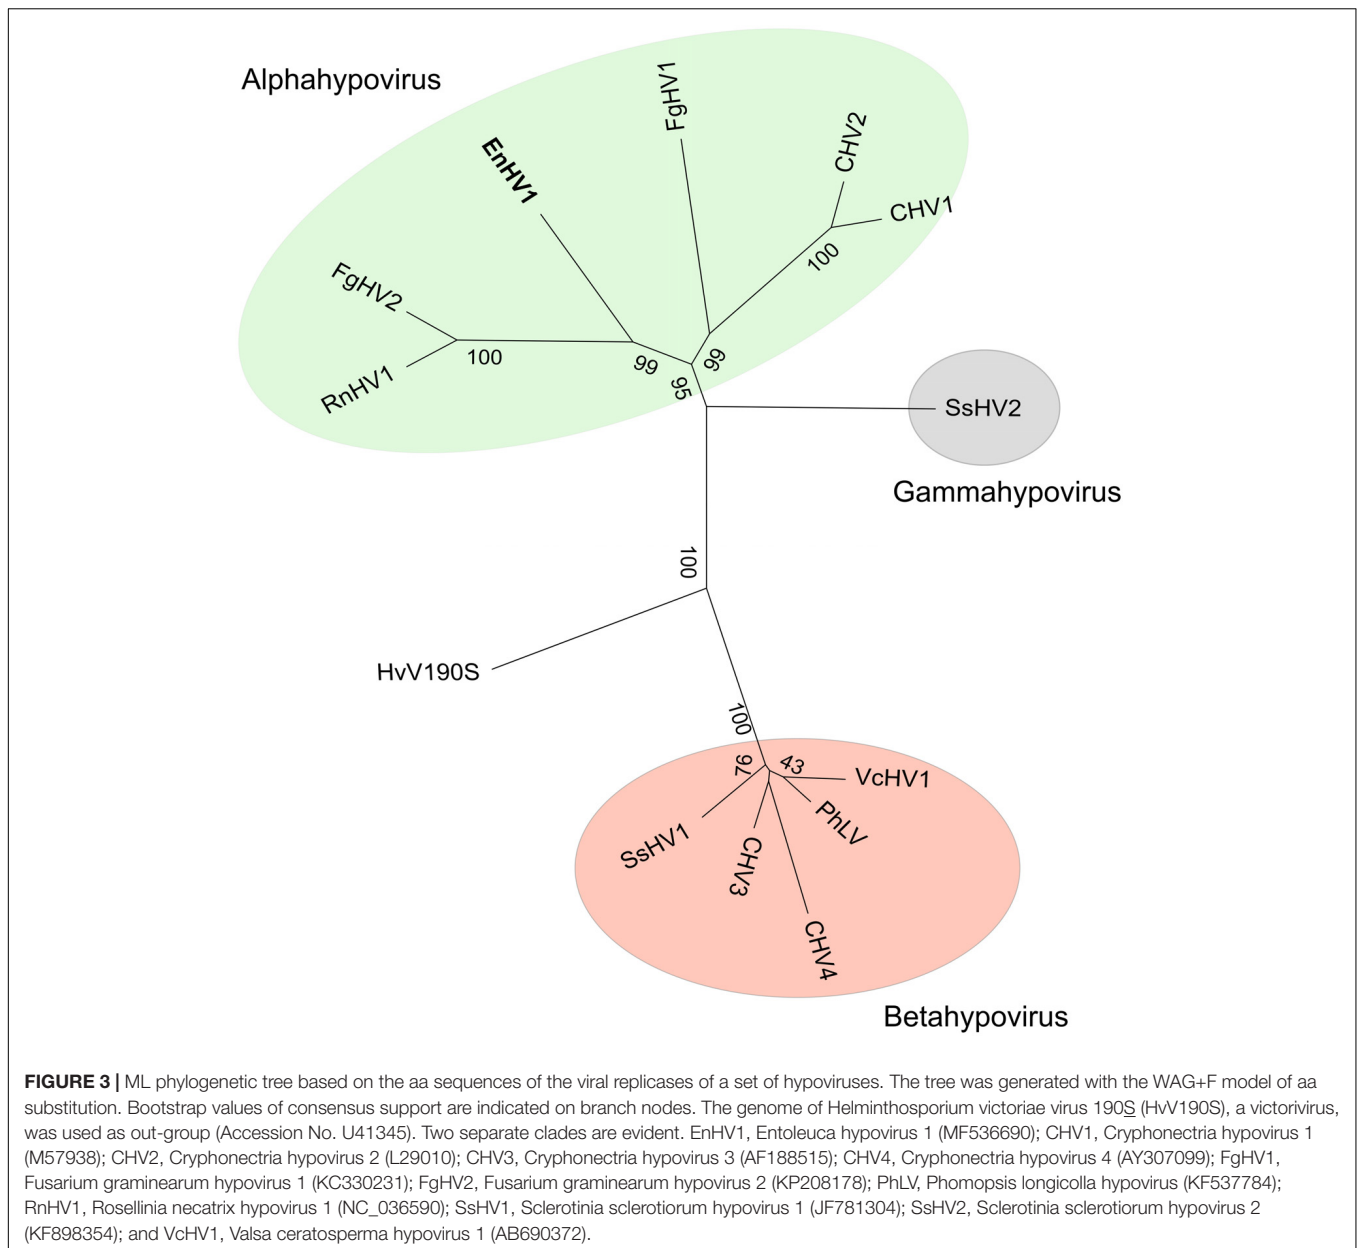 Alphahypovirus
FgHV1
CHV2
EnHV1
CHV1
100
FgHV2
RnHV1
100
99
99
95
SsHV2
Gammahypovirus
100
HvV190S
100
97
43
VcHV1
PhLV
SsHV1
CHV3
CHV4
Betahypovirus
FIGURE 3 | ML phylogenetic tree based on the aa sequences of the viral replicases of a set of hypoviruses. The tree was generated with the WAG+F model of aa
substitution. Bootstrap values of consensus support are indicated on branch nodes. The genome of Helminthosporium victoriae virus 190S (HvV190S), a victorivirus,
was used as out-group (Accession No. U41345). Two separate clades are evident. EnHV1, Entoleuca hypovirus 1 (MF536690); CHV1, Cryphonectria hypovirus 1
(M57938); CHV2, Cryphonectria hypovirus 2 (L29010); CHV3, Cryphonectria hypovirus 3 (AF188515); CHV4, Cryphonectria hypovirus 4 (AY307099); FgHV1,
Fusarium graminearum hypovirus 1 (KC330231); FgHV2, Fusarium graminearum hypovirus 2 (KP208178); PhLV, Phomopsis longicolla hypovirus (KF537784);
RnHV1, Rosellinia necatrix hypovirus 1 (NC_036590); SsHV1, Sclerotinia sclerotiorum hypovirus 1 (JF781304); SsHV2, Sclerotinia sclerotiorum hypovirus 2
(KF898354); and VcHV1, Valsa ceratosperma hypovirus 1 (AB690372).